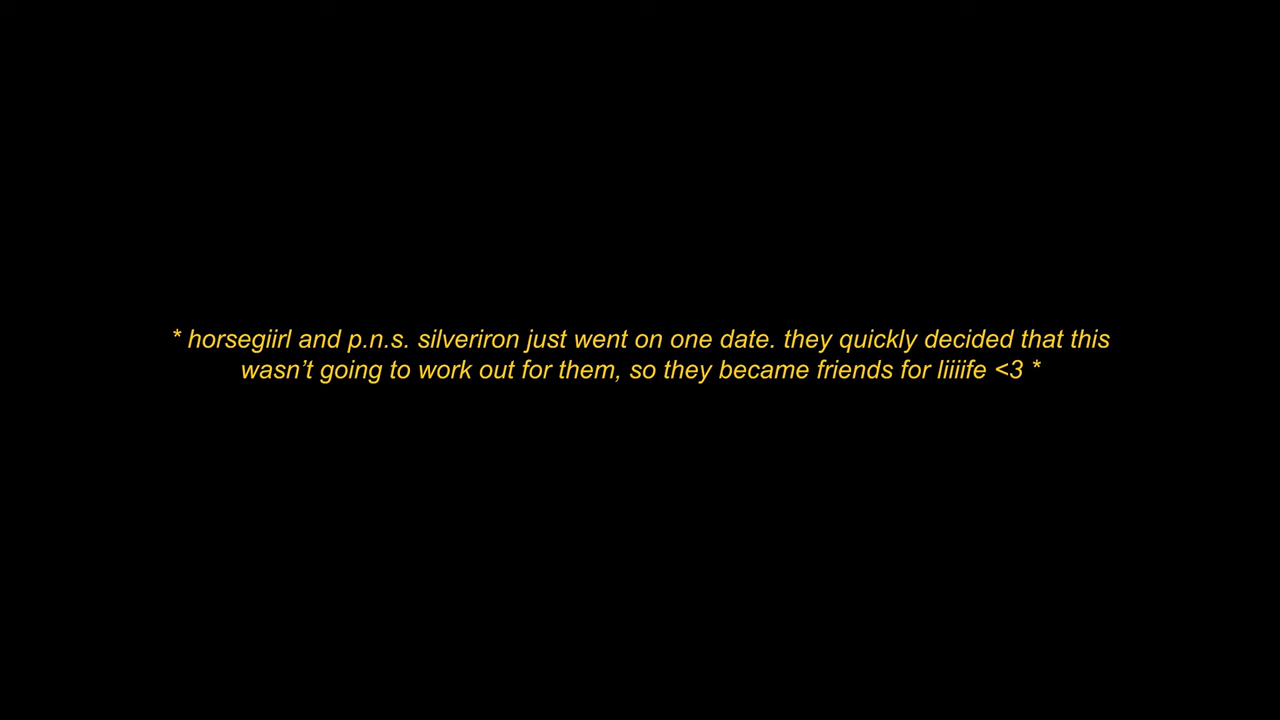 * horsegiirl and p.n.s. silveriron just went on one date. they quickly decided that this
wasn’t going to work out for them, so they became friends for liiiife <3 *